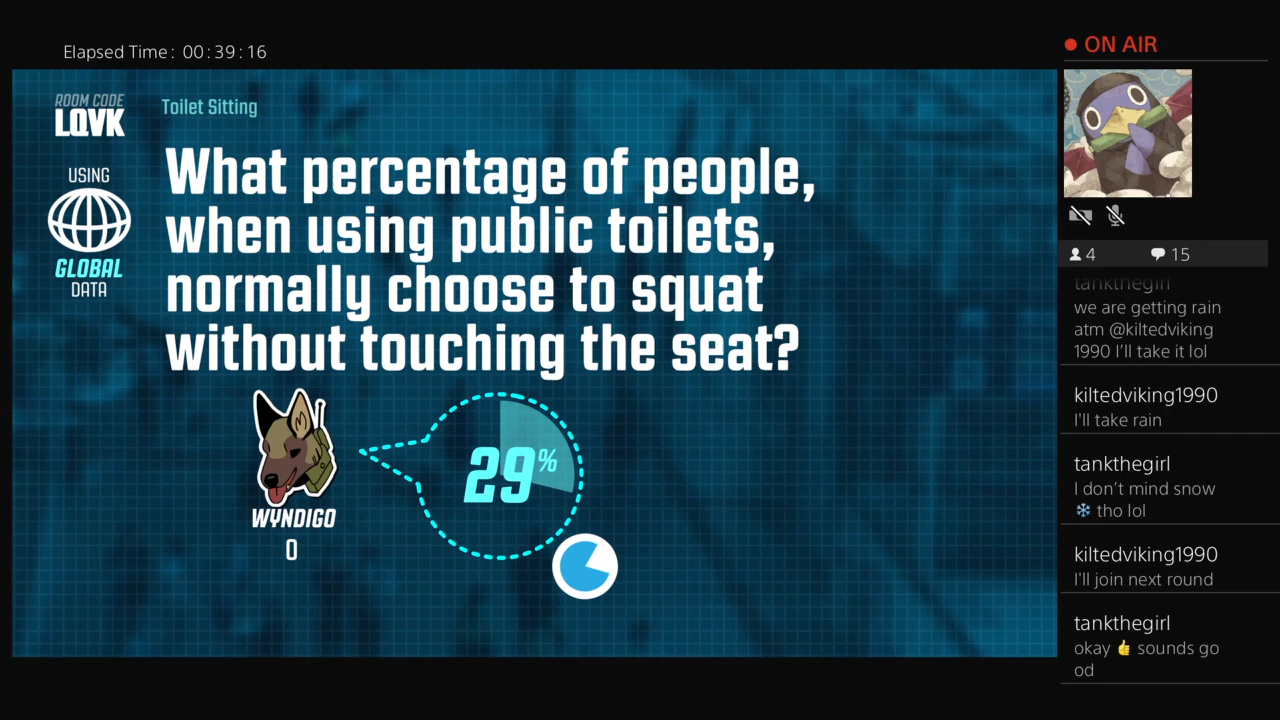 Elapsed Time: 00:39:16
ON AIR
ROOM CODE
LQVK
Toilet Sitting
USING
GLOBAL
DATA
What percentage of people,
when using public toilets,
normally choose to squat
without touching the seat?
29%
WYNDIGO
0
4
15
tankthegirl
we are getting rain
atm @kiltedviking
1990 I'll take it lol
kiltedviking1990
I'll take rain
tankthegirl
I don't mind snow
❄ tho lol
kiltedviking1990
I'll join next round
tankthegirl
okay 👍 sounds go
od